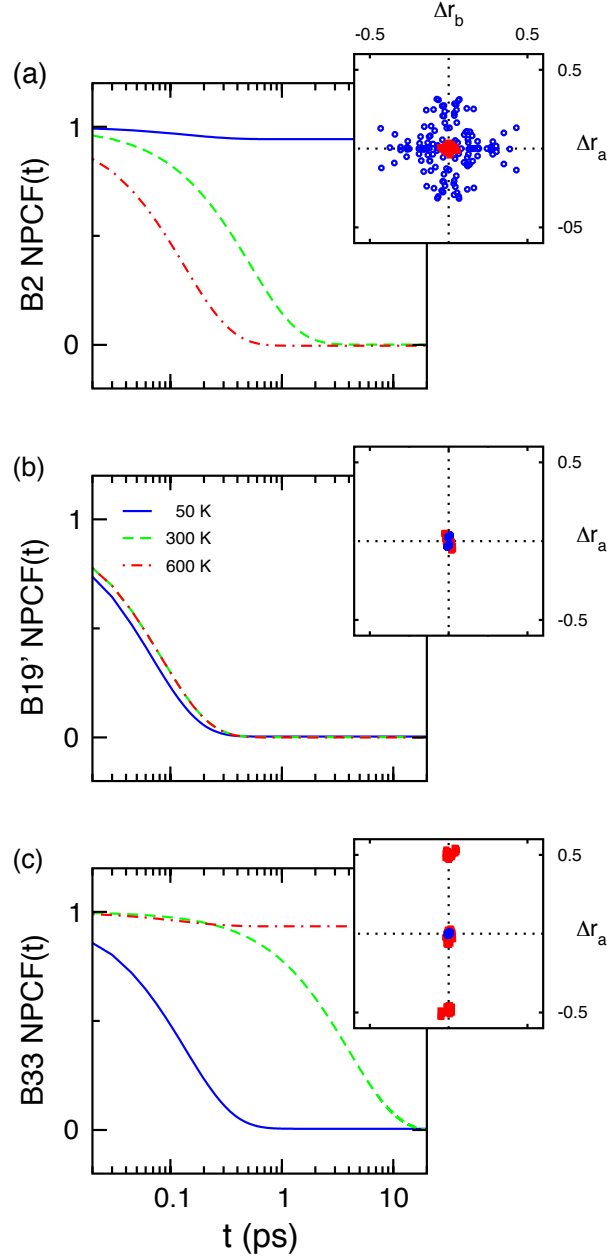 Δr_b
-0.5 0.5
(a)
0.5
1
Δr_a
B2 NPCF(t)
-05
0
(b)
0.5
1
50 K
300 K
Δr_a
600 K
B19' NPCF(t)
-0.5
0
(c)
0.5
1
Δr_a
B33 NPCF(t)
-0.5
0
0.1 1 10
t (ps)